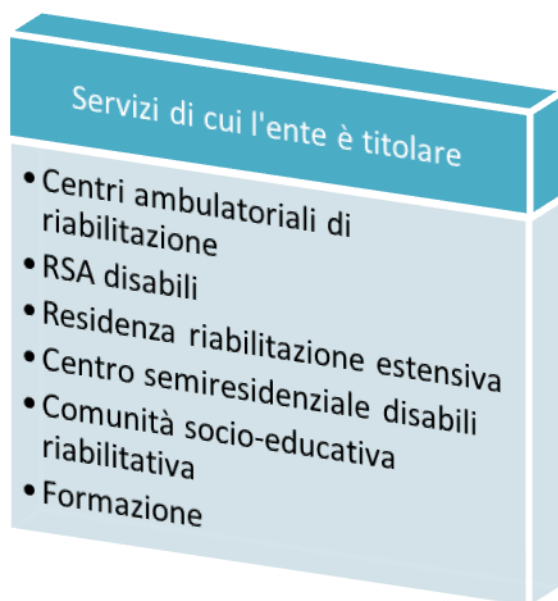 Servizi di cui l'ente è titolare
• Centri ambulatoriali di
riabilitazione
• RSA disabili
• Residenza riabilitazione estensiva
• Centro semiresidenziale disabili
• Comunità socio-educativa
riabilitativa
• Formazione